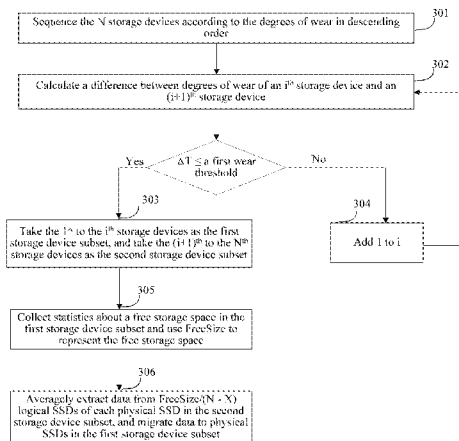 301
Sequence the N storage devices according to the degrees of wear in descending
order
302
Calculate a difference between degrees of wear of an iᵗʰ storage device and an
(i+1)ᵗʰ storage device
Yes
ΔT ≤ a first wear
threshold
No
303
Take the 1ˢᵗ to the iᵗʰ storage devices as the first
storage device subset, and take the (i+1)ᵗʰ to the Nᵗʰ
storage devices as the second storage device subset
304
Add 1 to i
305
Collect statistics about a free storage space in the
first storage device subset and use FreeSize to
represent the free storage space
306
Averagely extract data from FreeSize/(N - X)
logical SSDs of each physical SSD in the second
storage device subset, and migrate data to physical
SSDs in the first storage device subset